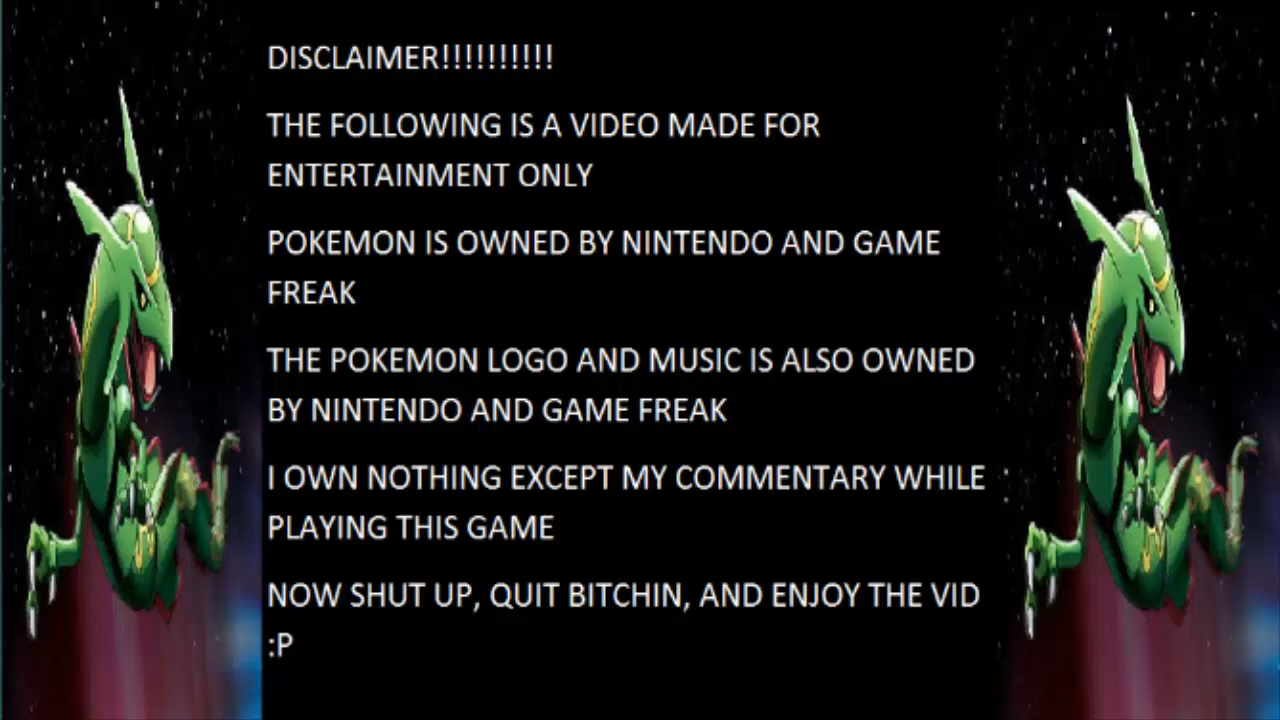 DISCLAIMER!!!!!!!!!!
THE FOLLOWING IS A VIDEO MADE FOR
ENTERTAINMENT ONLY
POKEMON IS OWNED BY NINTENDO AND GAME
FREAK
THE POKEMON LOGO AND MUSIC IS ALSO OWNED
BY NINTENDO AND GAME FREAK
I OWN NOTHING EXCEPT MY COMMENTARY WHILE
PLAYING THIS GAME
NOW SHUT UP, QUIT BITCHIN, AND ENJOY THE VID
:P